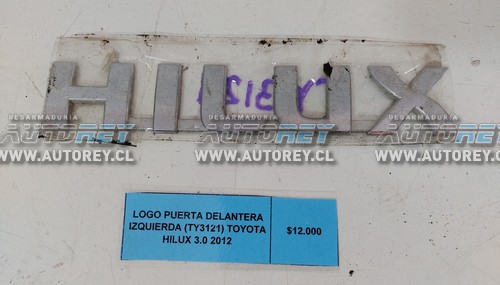 HILUX
DESARMADURIA DESARMADURIA DESARMADURIA
AUTOREY AUTOREY AUTOREY
WWW.AUTOREY.CL WWW.AUTOREY.CL WWW.AUTOREY.CL
LOGO PUERTA DELANTERA
IZQUIERDA (TY3121) TOYOTA
HILUX 3.0 2012
$12.000